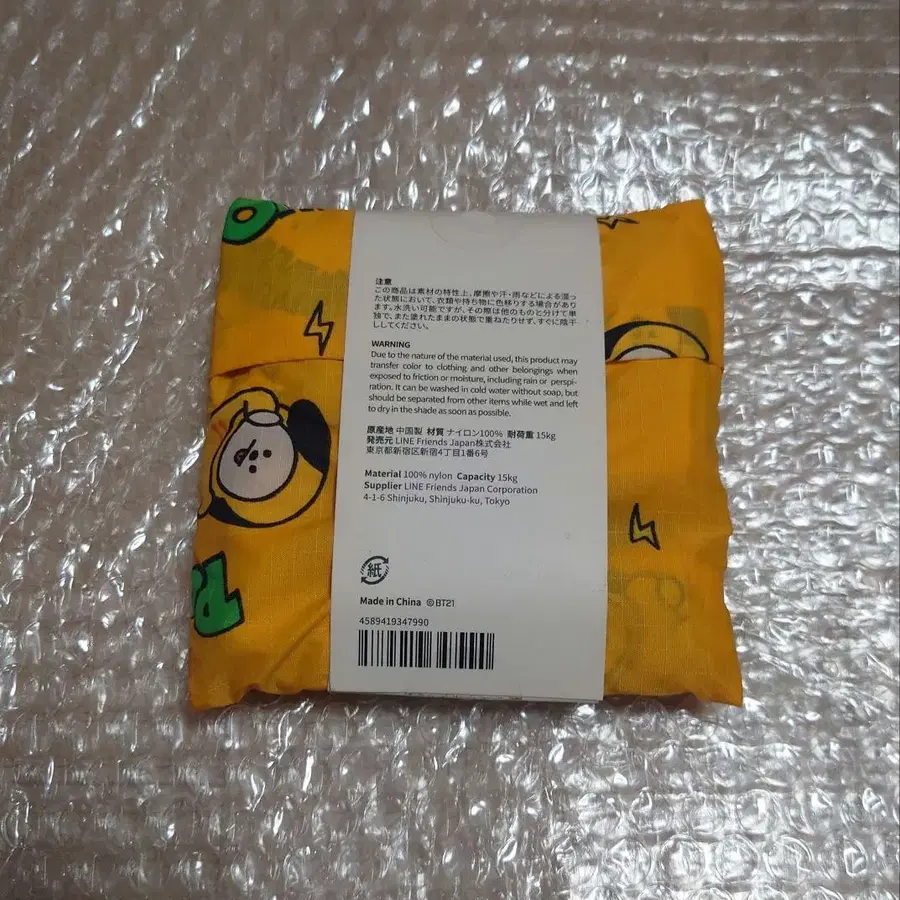 注意
この商品は素材の特性上、摩擦や汗・雨などによる湿っ
た状態において、衣類や持ち物に色移りする場合があり
ます。水洗い可能ですが、その際は他のものと分けて単
独で、また塗れたままの状態で重ねたりせず、すぐに陰干
ししてください。
WARNING
Due to the nature of the material used, this product may
transfer color to clothing and other belongings when
exposed to friction or moisture, including rain or perspi-
ration. It can be washed in cold water without soap, but
should be separated from other items while wet and left
to dry in the shade as soon as possible.
原産地 中国製 材質 ナイロン100% 耐荷重 15kg
発売元 LINE Friends Japan株式会社
東京都新宿区新宿4丁目1番6号
Material 100% nylon Capacity 15kg
Supplier LINE Friends Japan Corporation
4-1-6 Shinjuku, Shinjuku-ku, Tokyo
紙
Made in China ©BT21
4589419347990